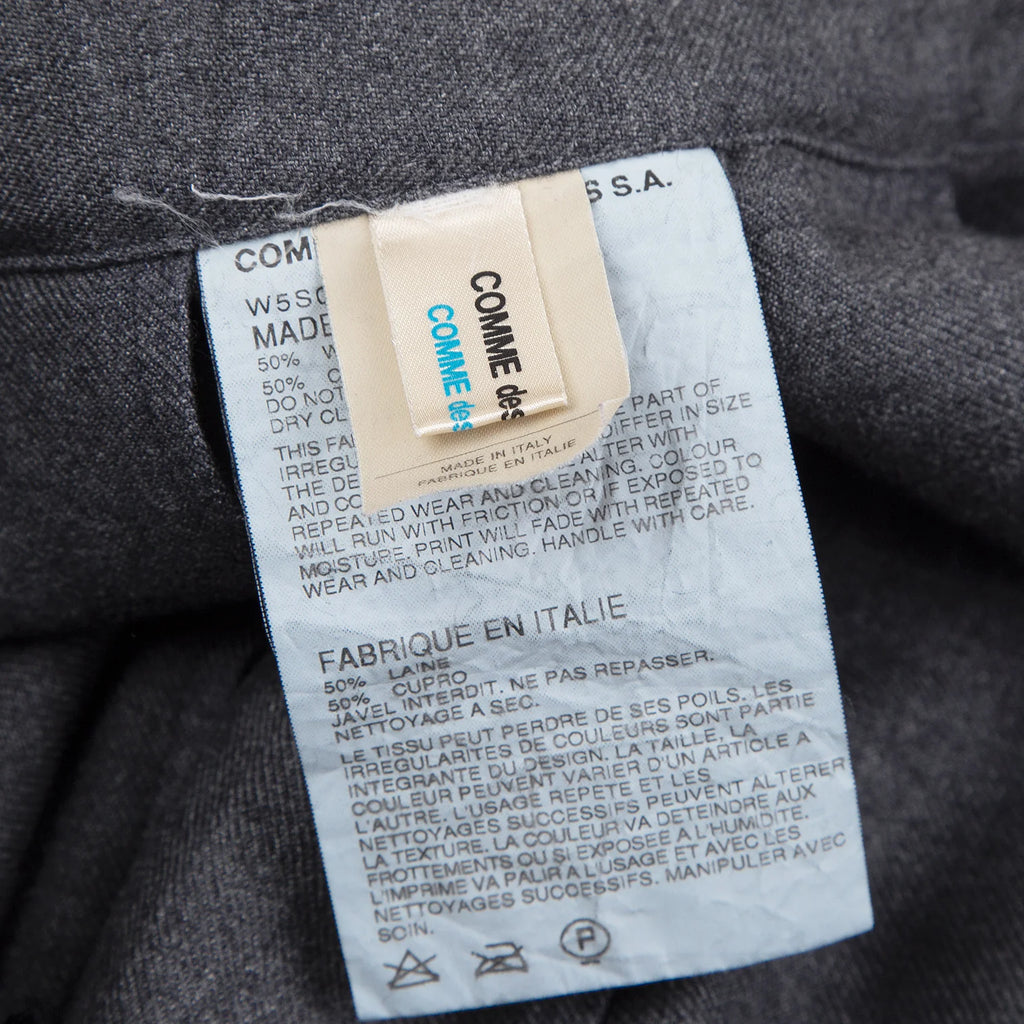 COM
S S.A.
W5S
MADE
50% W
50% C
DO NOT
DRY CL
THIS FA PART OF
IRREGU DIFFER IN SIZE
THE DE ALTER WITH
AND CO WEAR AND CLEANING. COLOUR
REPEATED WEAR AND CLEANING. COLOUR
WILL RUN WITH FRICTION OR IF EXPOSED TO
MOISTURE. PRINT WILL FADE WITH REPEATED
WEAR AND CLEANING. HANDLE WITH CARE.
COMME des
COMME des
MADE IN ITALY
FABRIQUE EN ITALIE
FABRIQUE EN ITALIE
50% LAINE
50% CUPRO
JAVEL INTERDIT. NE PAS REPASSER.
NETTOYAGE A SEC.
LE TISSU PEUT PERDRE DE SES POILS. LES
IRREGULARITES DE COULEURS SONT PARTIE
INTEGRANTE DU DESIGN. LA TAILLE, LA
COULEUR PEUVENT VARIER D'UN ARTICLE A
L'AUTRE. L'USAGE REPETE ET LES
NETTOYAGES SUCCESSIFS PEUVENT ALTERER
LA TEXTURE. LA COULEUR VA DETEINDRE AUX
FROTTEMENTS OU SI EXPOSEE A L'HUMIDITE.
L'IMPRIME VA PALIR A L'USAGE ET AVEC LES
NETTOYAGES SUCCESSIFS. MANIPULER AVEC
SOIN.
P